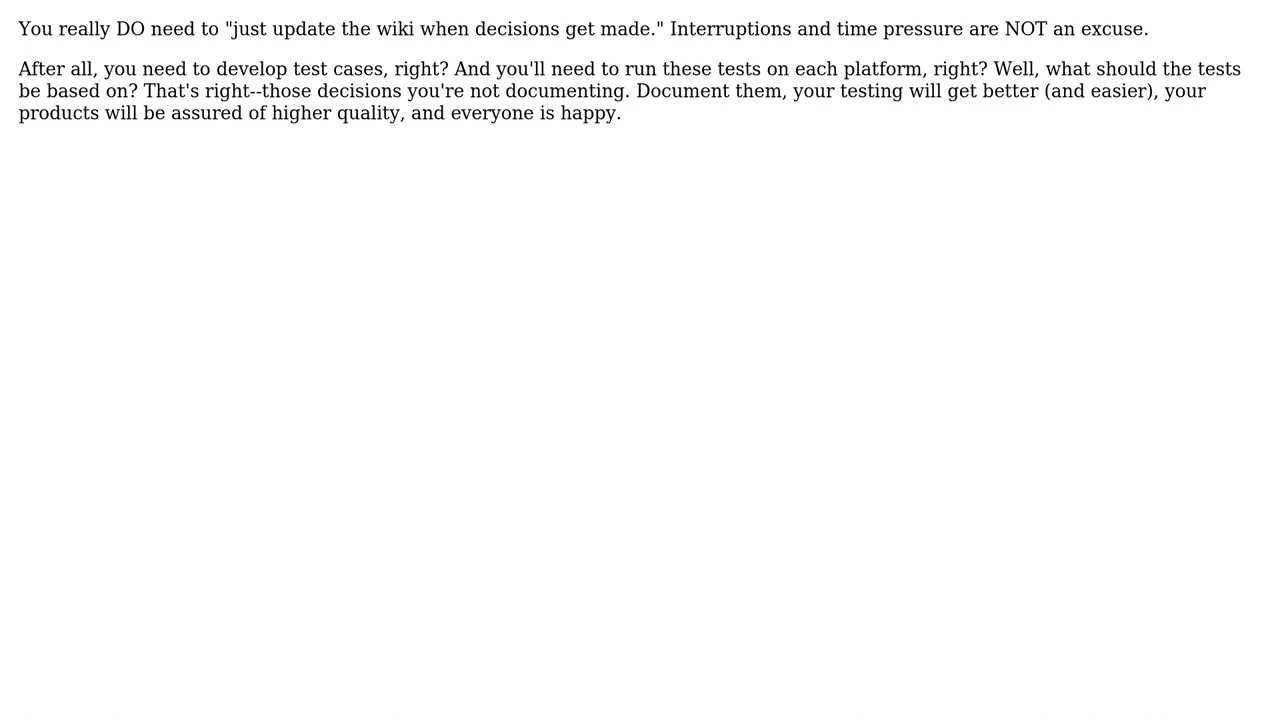 You really DO need to "just update the wiki when decisions get made." Interruptions and time pressure are NOT an excuse.
After all, you need to develop test cases, right? And you'll need to run these tests on each platform, right? Well, what should the tests
be based on? That's right--those decisions you're not documenting. Document them, your testing will get better (and easier), your
products will be assured of higher quality, and everyone is happy.